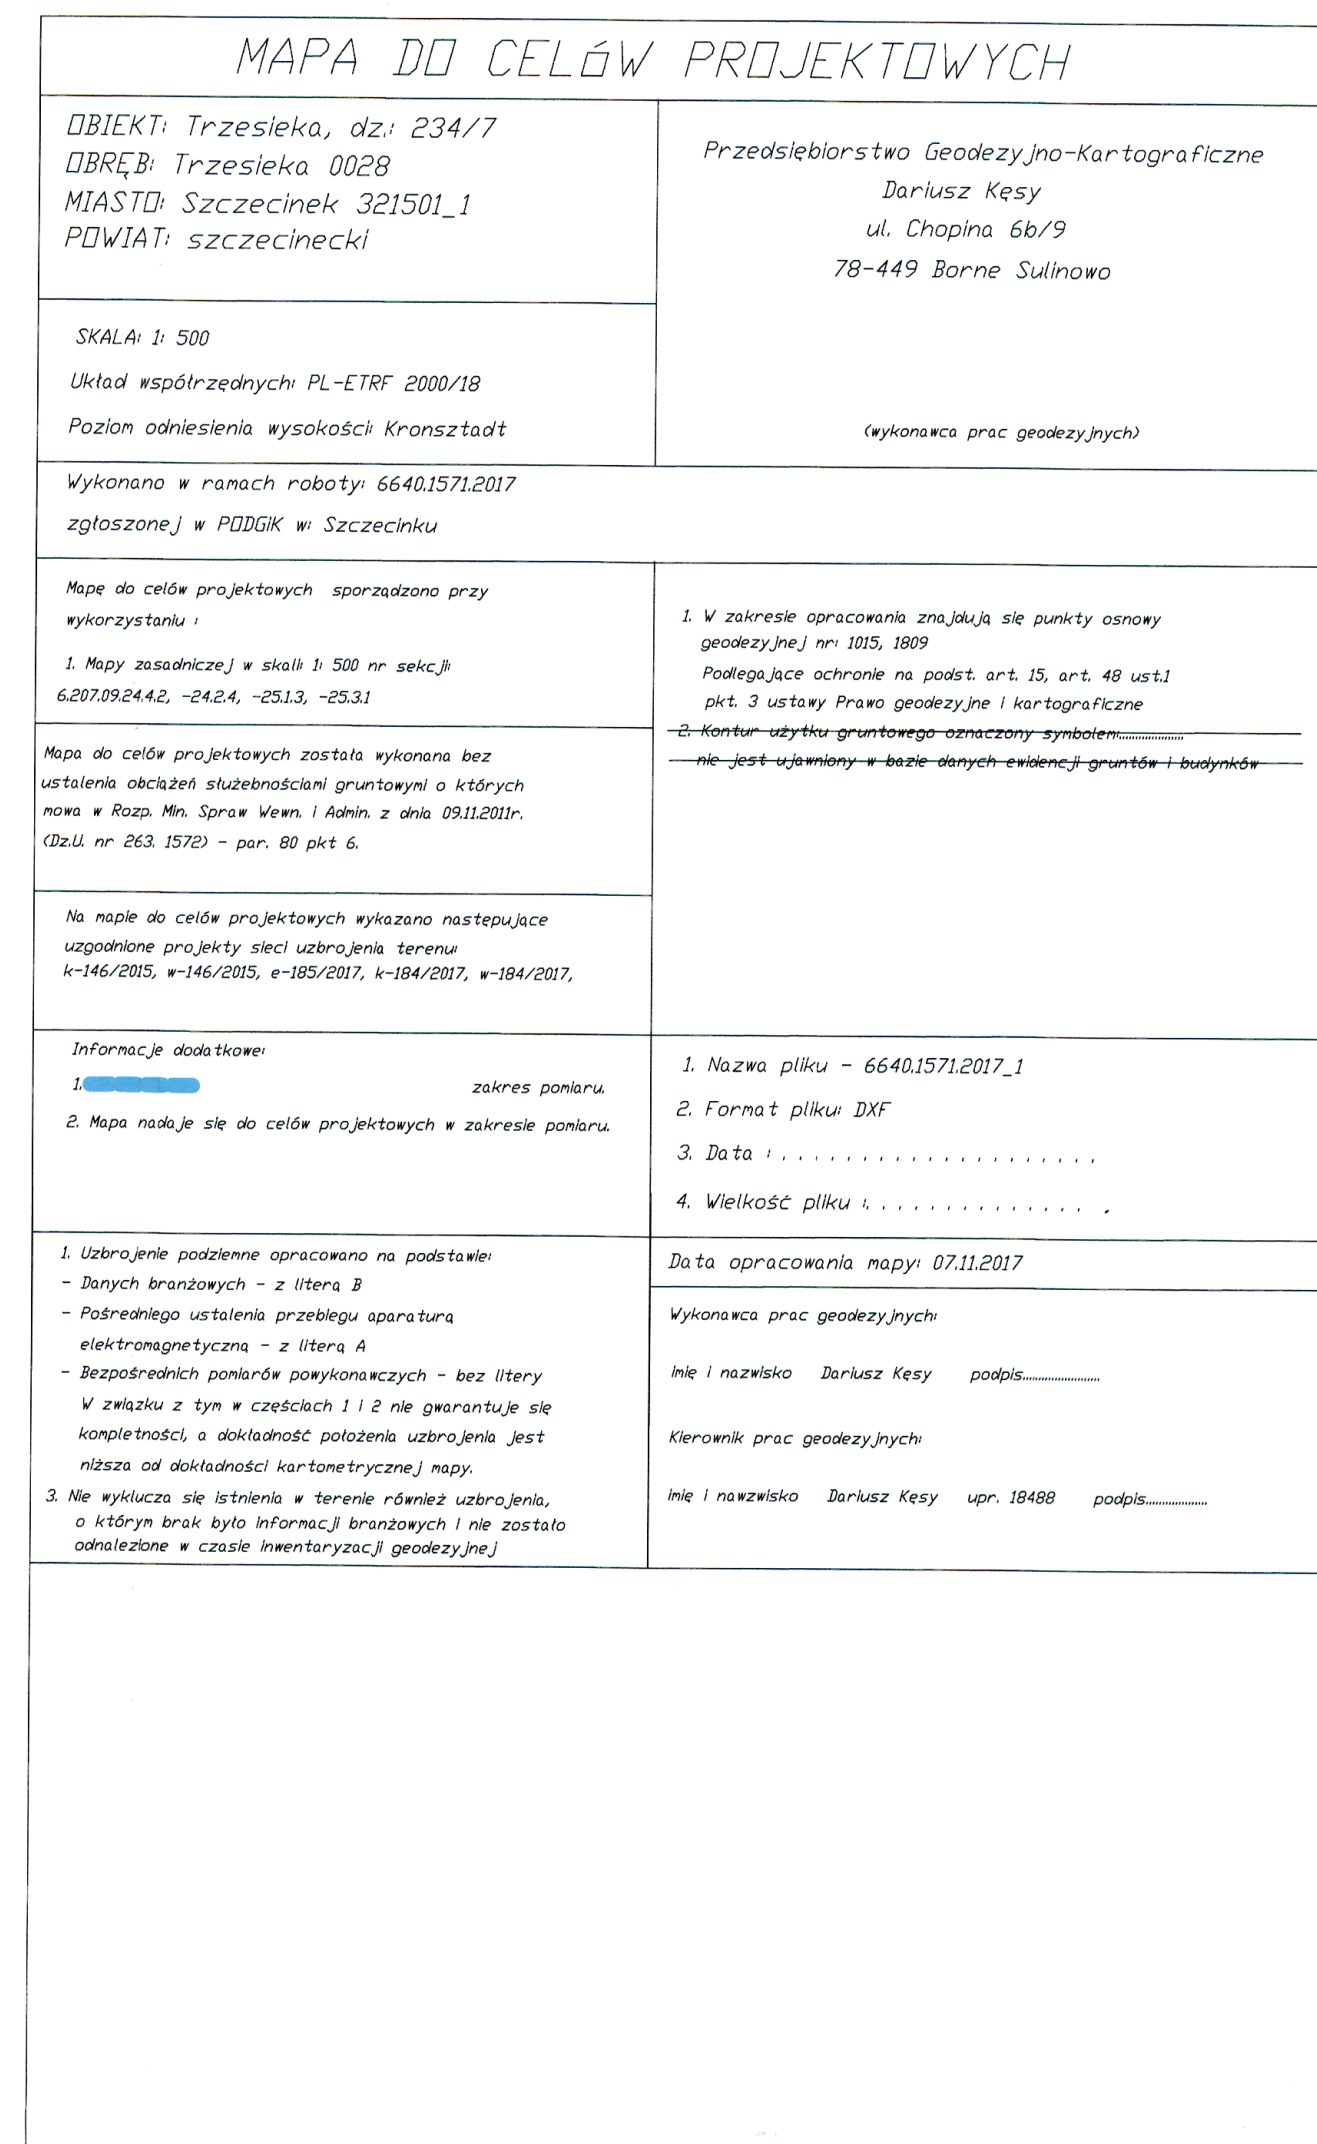 MAPA DO CELÓW PROJEKTOWYCH
OBIEKT: Trzesieka, dz.: 234/7
OBRĘB: Trzesieka 0028
MIASTO: Szczecinek 321501_1
POWIAT: szczecinecki
Przedsiębiorstwo Geodezyjno-Kartograficzne
Dariusz Kęsy
ul. Chopina 6b/9
78-449 Borne Sulinowo
(wykonawca prac geodezyjnych)
SKALA: 1: 500
Układ współrzędnych: PL-ETRF 2000/18
Poziom odniesienia wysokości: Kronsztadt
Wykonano w ramach roboty: 6640.1571.2017
zgłoszonej w PODGiK w: Szczecinku
Mapę do celów projektowych sporządzono przy
wykorzystaniu :
1. Mapy zasadniczej w skali: 1: 500 nr sekcji:
6.207.09.24.4.2, -24.2.4, -25.1.3, -25.3.1
Mapa do celów projektowych została wykonana bez
ustalenia obciążeń służebnościami gruntowymi o których
mowa w Rozp. Min. Spraw Wewn. i Admin. z dnia 09.11.2011r.
(Dz.U. nr 263. 1572) - par. 80 pkt 6.
Na mapie do celów projektowych wykazano następujące
uzgodnione projekty sieci uzbrojenia terenu:
k-146/2015, w-146/2015, e-185/2017, k-184/2017, w-184/2017,
1. W zakresie opracowania znajdują się punkty osnowy
geodezyjnej nr: 1015, 1809
Podlegające ochronie na podst. art. 15, art. 48 ust.1
pkt. 3 ustawy Prawo geodezyjne i kartograficzne
2. Kontur użytku gruntowego oznaczony symbolem:....................
nie jest ujawniony w bazie danych ewidencji gruntów i budynków
Informacje dodatkowe:
1. zakres pomiaru.
2. Mapa nadaje się do celów projektowych w zakresie pomiaru.
1. Nazwa pliku - 6640.1571.2017_1
2. Format pliku: DXF
3. Data : . . . . . . . . . . . . . . . . . . . .
4. Wielkość pliku :. . . . . . . . . . . . . . .
1. Uzbrojenie podziemne opracowano na podstawie:
- Danych branżowych - z literą B
- Pośredniego ustalenia przebiegu aparaturą
elektromagnetyczną - z literą A
- Bezpośrednich pomiarów powykonawczych - bez litery
W związku z tym w częściach 1 i 2 nie gwarantuje się
kompletności, a dokładność położenia uzbrojenia jest
niższa od dokładności kartometrycznej mapy.
3. Nie wyklucza się istnienia w terenie również uzbrojenia,
o którym brak było informacji branżowych i nie zostało
odnalezione w czasie inwentaryzacji geodezyjnej
Data opracowania mapy: 07.11.2017
Wykonawca prac geodezyjnych:
imię i nazwisko Dariusz Kęsy podpis.........................
Kierownik prac geodezyjnych:
imię i nawzwisko Dariusz Kęsy upr. 18488 podpis....................